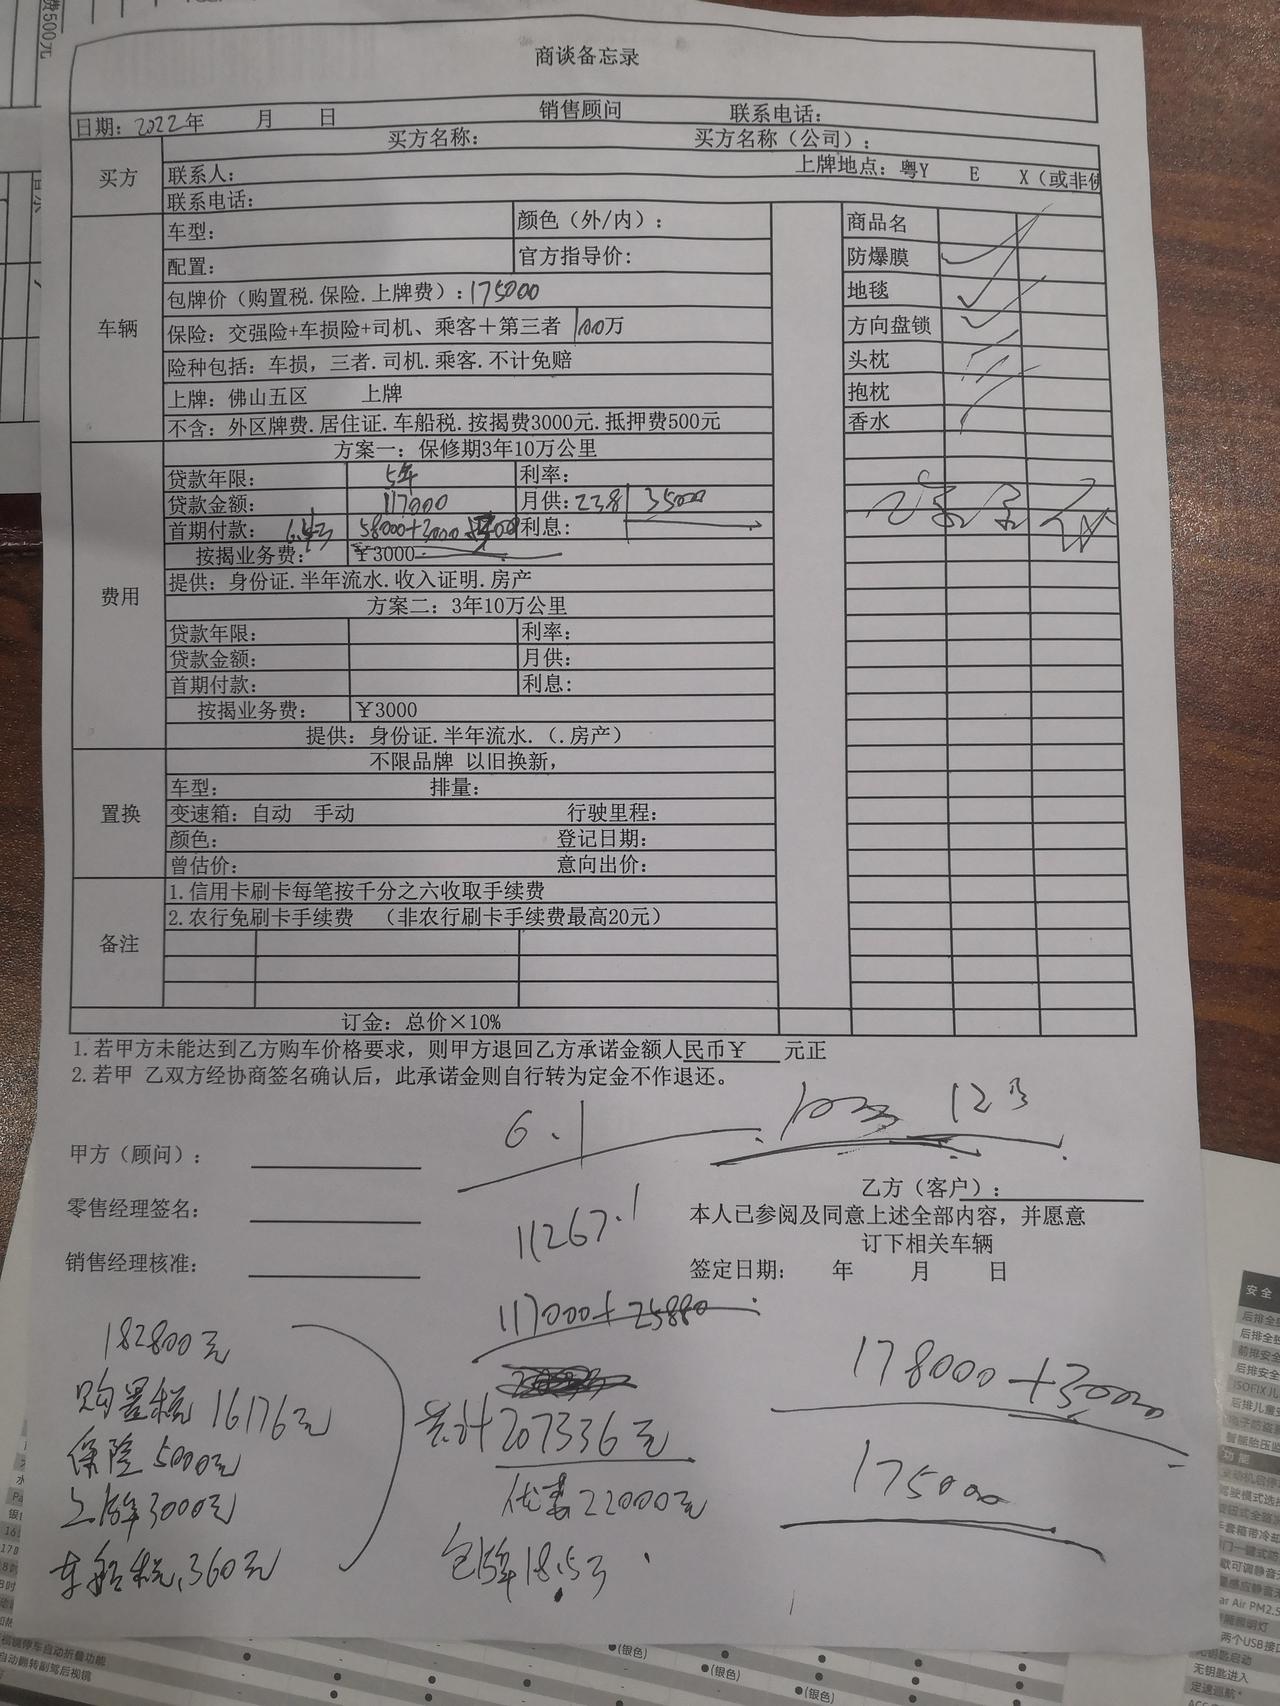 费500元
商谈备忘录
日期：2022年 月 日 销售顾问 联系电话：
买方名称： 买方名称（公司）：
买方
联系人： 上牌地点：粤Y E X（或非佛
联系电话：
车辆
车型： 颜色（外/内）：
配置： 官方指导价：
包牌价（购置税.保险.上牌费）：175000
保险：交强险+车损险+司机、乘客＋第三者 100万
险种包括：车损，三者.司机.乘客.不计免赔
上牌：佛山五区 上牌
不含：外区牌费.居住证.车船税.按揭费3000元.抵押费500元
商品名
防爆膜
地毯
方向盘锁
头枕
抱枕
香水
费用
方案一：保修期3年10万公里
贷款年限： 5年 利率：
贷款金额： 117000 月供：2381 35000
首期付款： 58000+3000 利息：
按揭业务费： ¥3000
提供：身份证.半年流水.收入证明.房产
方案二：3年10万公里
贷款年限： 利率：
贷款金额： 月供：
首期付款： 利息：
按揭业务费： ¥3000
提供：身份证.半年流水.（.房产）
置换
不限品牌 以旧换新，
车型： 排量：
变速箱：自动 手动 行驶里程：
颜色： 登记日期：
曾估价： 意向出价：
备注
1.信用卡刷卡每笔按千分之六收取手续费
2.农行免刷卡手续费 （非农行刷卡手续费最高20元）
订金：总价×10%
1.若甲方未能达到乙方购车价格要求，则甲方退回乙方承诺金额人民币¥ 元正
2.若甲 乙双方经协商签名确认后，此承诺金则自行转为定金不作退还。
6.1
甲方（顾问）：
零售经理签名：
销售经理核准：
乙方（客户）：
本人已参阅及同意上述全部内容，并愿意
订下相关车辆
签定日期： 年 月 日
11267.1
117000+25880
182800元
购置税 16176元
保险 5000元
上牌 3000元
车船税.360元
共计207336元
优惠22000元
包牌18.5万
178000+3000
175000
安全